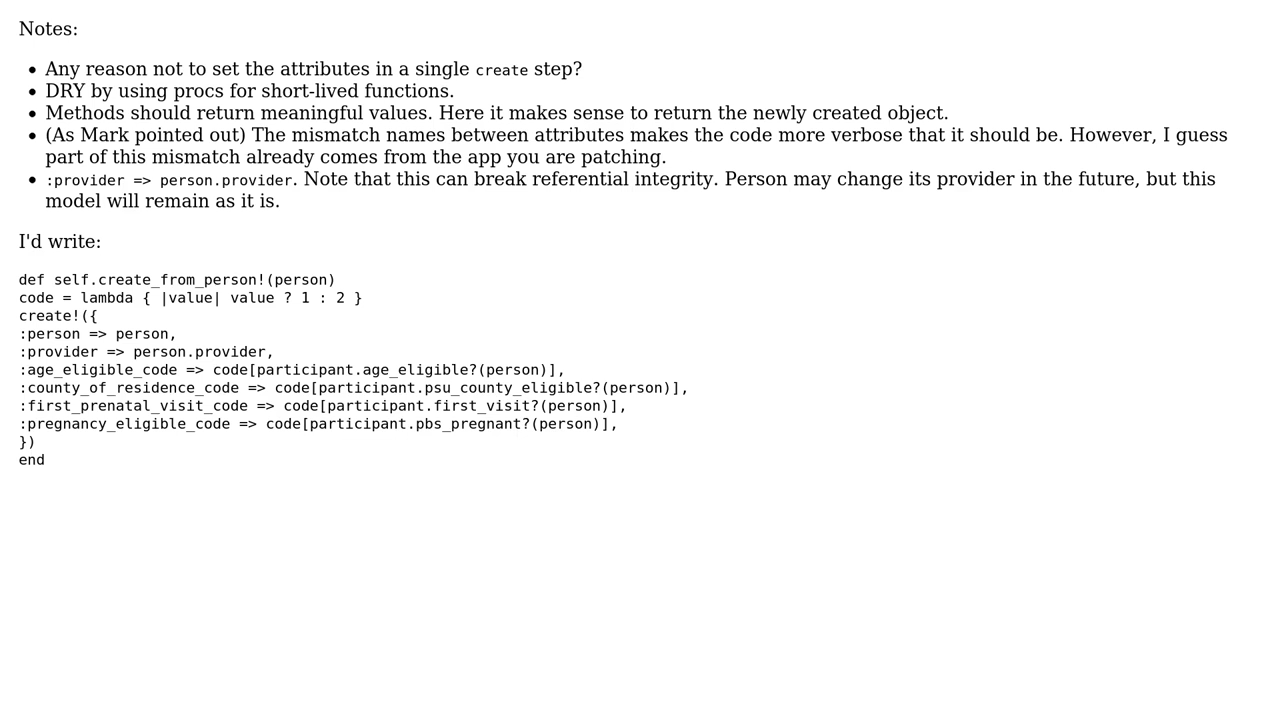 Notes:
Any reason not to set the attributes in a single create step?
DRY by using procs for short-lived functions.
Methods should return meaningful values. Here it makes sense to return the newly created object.
(As Mark pointed out) The mismatch names between attributes makes the code more verbose that it should be. However, I guess
part of this mismatch already comes from the app you are patching.
:provider => person.provider. Note that this can break referential integrity. Person may change its provider in the future, but this
model will remain as it is.
I'd write:
def self.create_from_person!(person)
code = lambda { |value| value ? 1 : 2 }
create!({
:person => person,
:provider => person.provider,
:age_eligible_code => code[participant.age_eligible?(person)],
:county_of_residence_code => code[participant.psu_county_eligible?(person)],
:first_prenatal_visit_code => code[participant.first_visit?(person)],
:pregnancy_eligible_code => code[participant.pbs_pregnant?(person)],
})
end